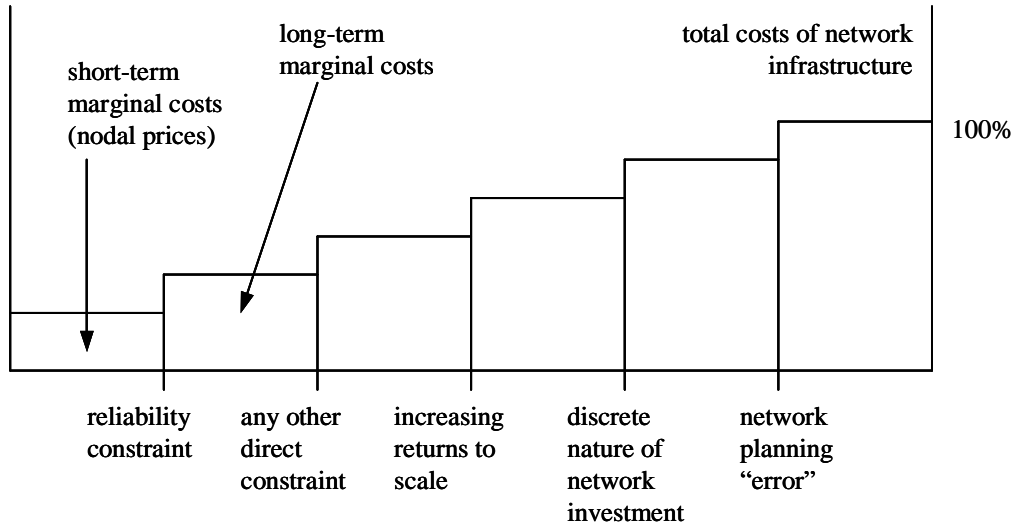 short-term
marginal costs
(nodal prices)
long-term
marginal costs
total costs of network
infrastructure
100%
reliability
constraint
any other
direct
constraint
increasing
returns to
scale
discrete
nature of
network
investment
network
planning
“error”